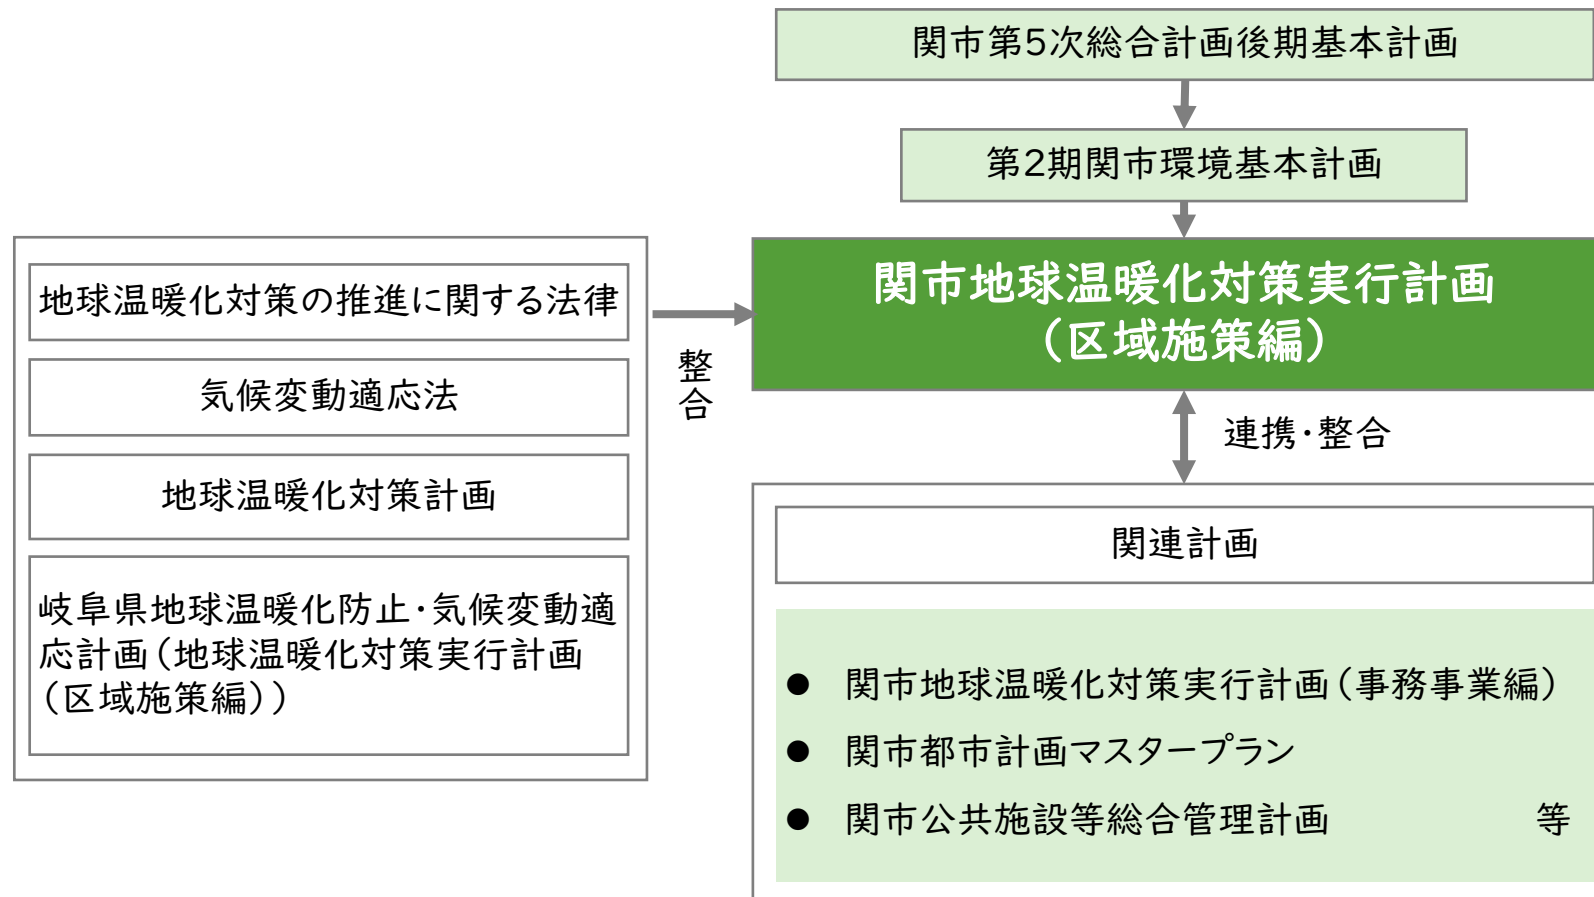 関市第5次総合計画後期基本計画
第2期関市環境基本計画
関市地球温暖化対策実行計画
（区域施策編）
地球温暖化対策の推進に関する法律
気候変動適応法
地球温暖化対策計画
岐阜県地球温暖化防止・気候変動適
応計画（地球温暖化対策実行計画
（区域施策編））
整合
連携・整合
関連計画
● 関市地球温暖化対策実行計画（事務事業編）
● 関市都市計画マスタープラン
● 関市公共施設等総合管理計画 等